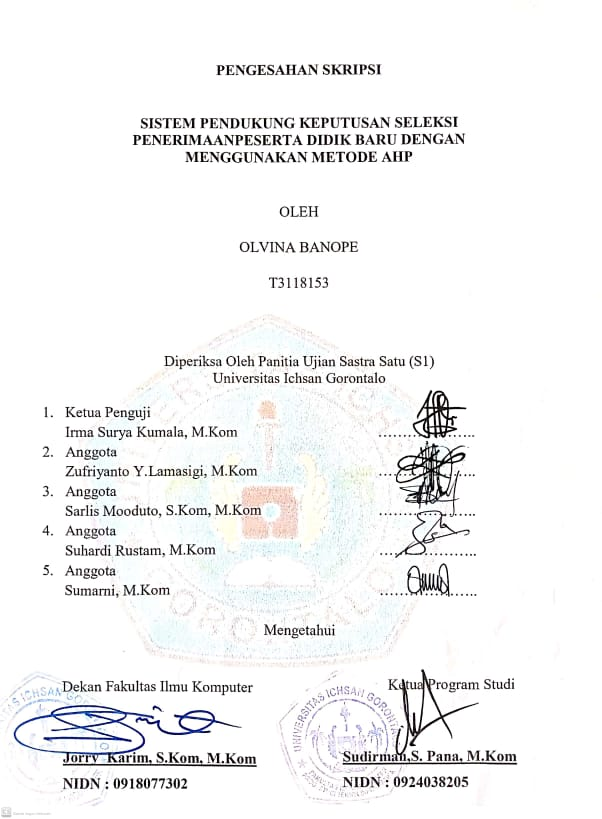 PENGESAHAN SKRIPSI
SISTEM PENDUKUNG KEPUTUSAN SELEKSI
PENERIMAANPESERTA DIDIK BARU DENGAN
MENGGUNAKAN METODE AHP
OLEH
OLVINA BANOPE
T3118153
Diperiksa Oleh Panitia Ujian Sastra Satu (S1)
Universitas Ichsan Gorontalo
1. Ketua Penguji
Irma Surya Kumala, M.Kom
2. Anggota
Zufriyanto Y.Lamasigi, M.Kom
3. Anggota
Sarlis Mooduto, S.Kom, M.Kom
4. Anggota
Suhardi Rustam, M.Kom
5. Anggota
Sumarni, M.Kom
Mengetahui
Dekan Fakultas Ilmu Komputer
Jorry Karim, S.Kom, M.Kom
NIDN : 0918077302
Ketua Program Studi
Sudirman,S. Pana, M.Kom
NIDN : 0924038205
UNIVERSITAS ICHSAN GORONTALO